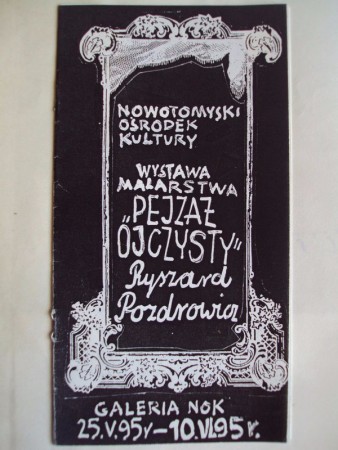 NOWOTOMYSKI
OŚRODEK
KULTURY
WYSTAWA
MALARSTWA
"PEJZAŻ
OJCZYSTY"
Ryszard
Pozdrowicz
GALERIA NOK
25.V.95r—10.VI.95r.